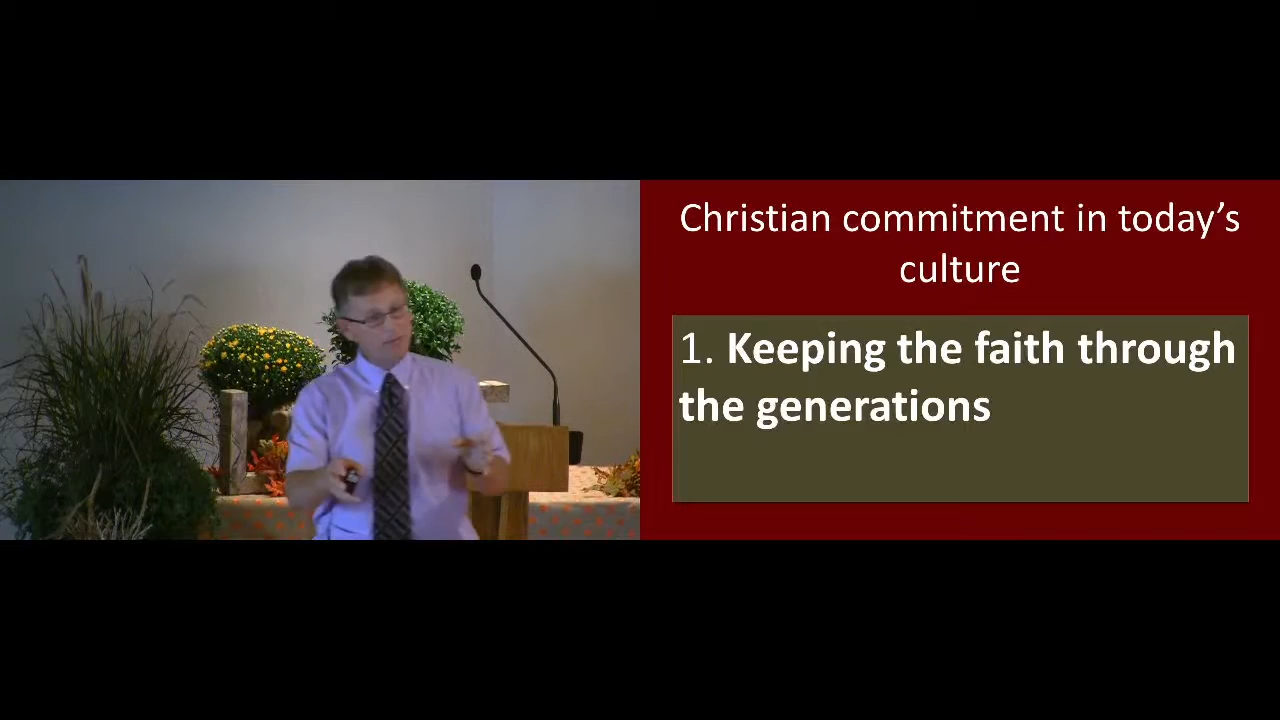 Christian commitment in today’s
culture
1. Keeping the faith through
the generations